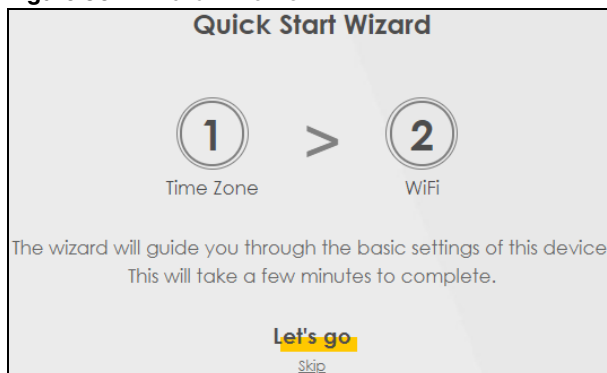 Quick Start Wizard
1 > 2
Time Zone WiFi
The wizard will guide you through the basic settings of this device
This will take a few minutes to complete.
Let's go
Skip